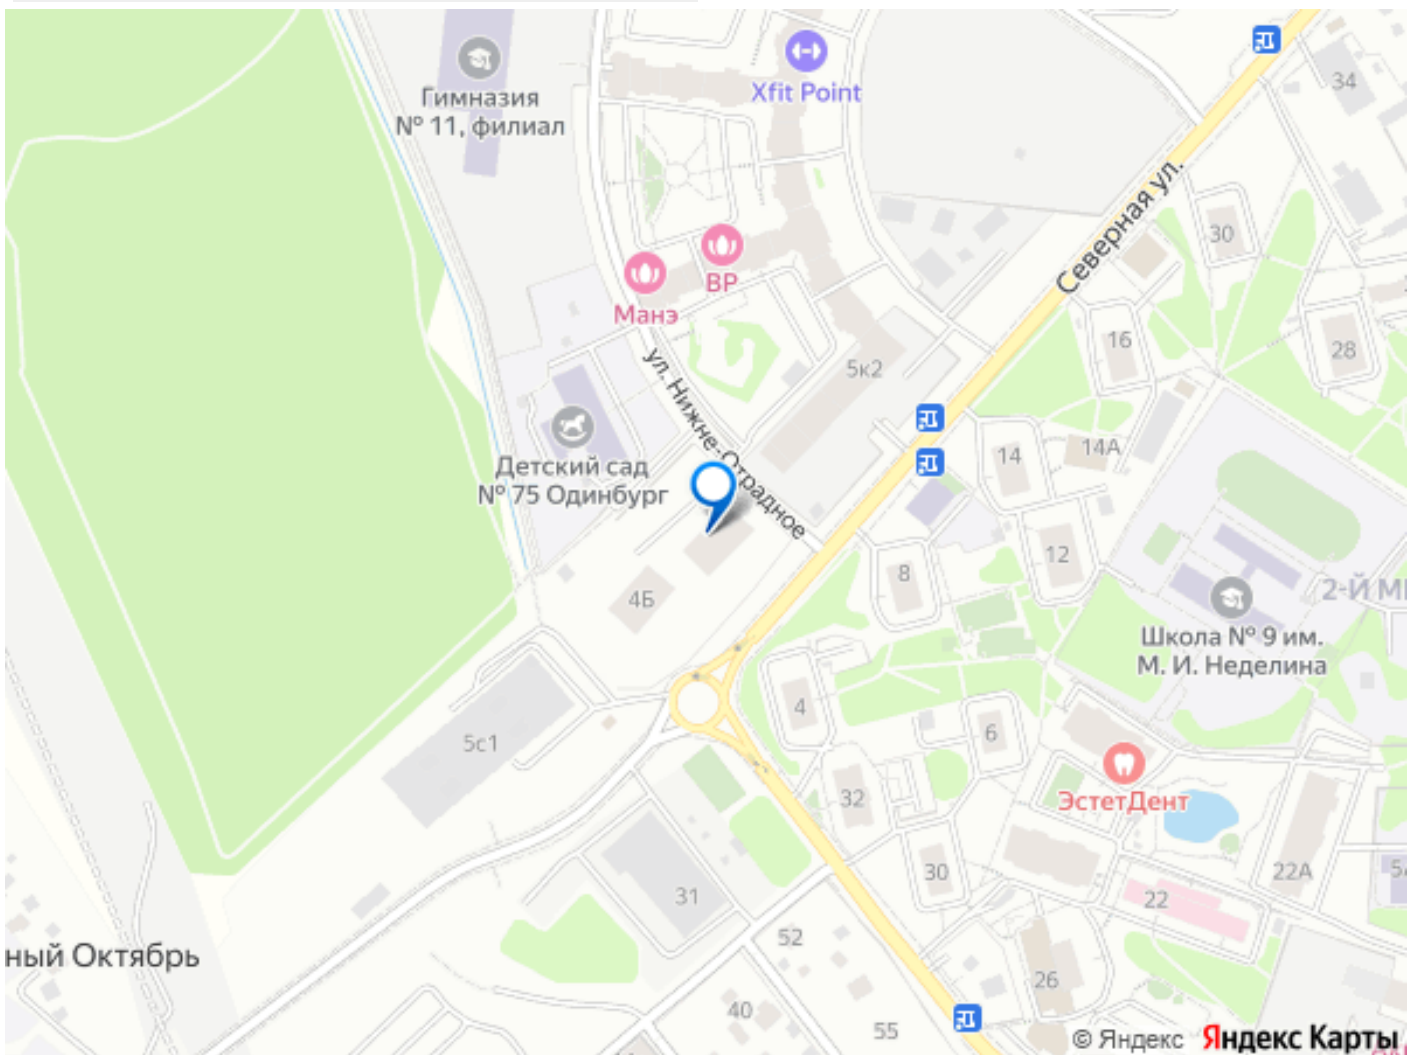 Xfit Point
34
Гимназия
№ 11, филиал
Северная ул.
30
ВР
Манэ
16
28
5к2
ул. Нижне-Отрадное
14
14А
Детский сад
№ 75 Одинбург
12
8
4Б
2-Й
Школа № 9 им.
М. И. Неделина
4
6
5с1
32
ЭстетДент
30
22А
31
22
52
ный Октябрь
26
40
55
© Яндекс Яндекс Карты